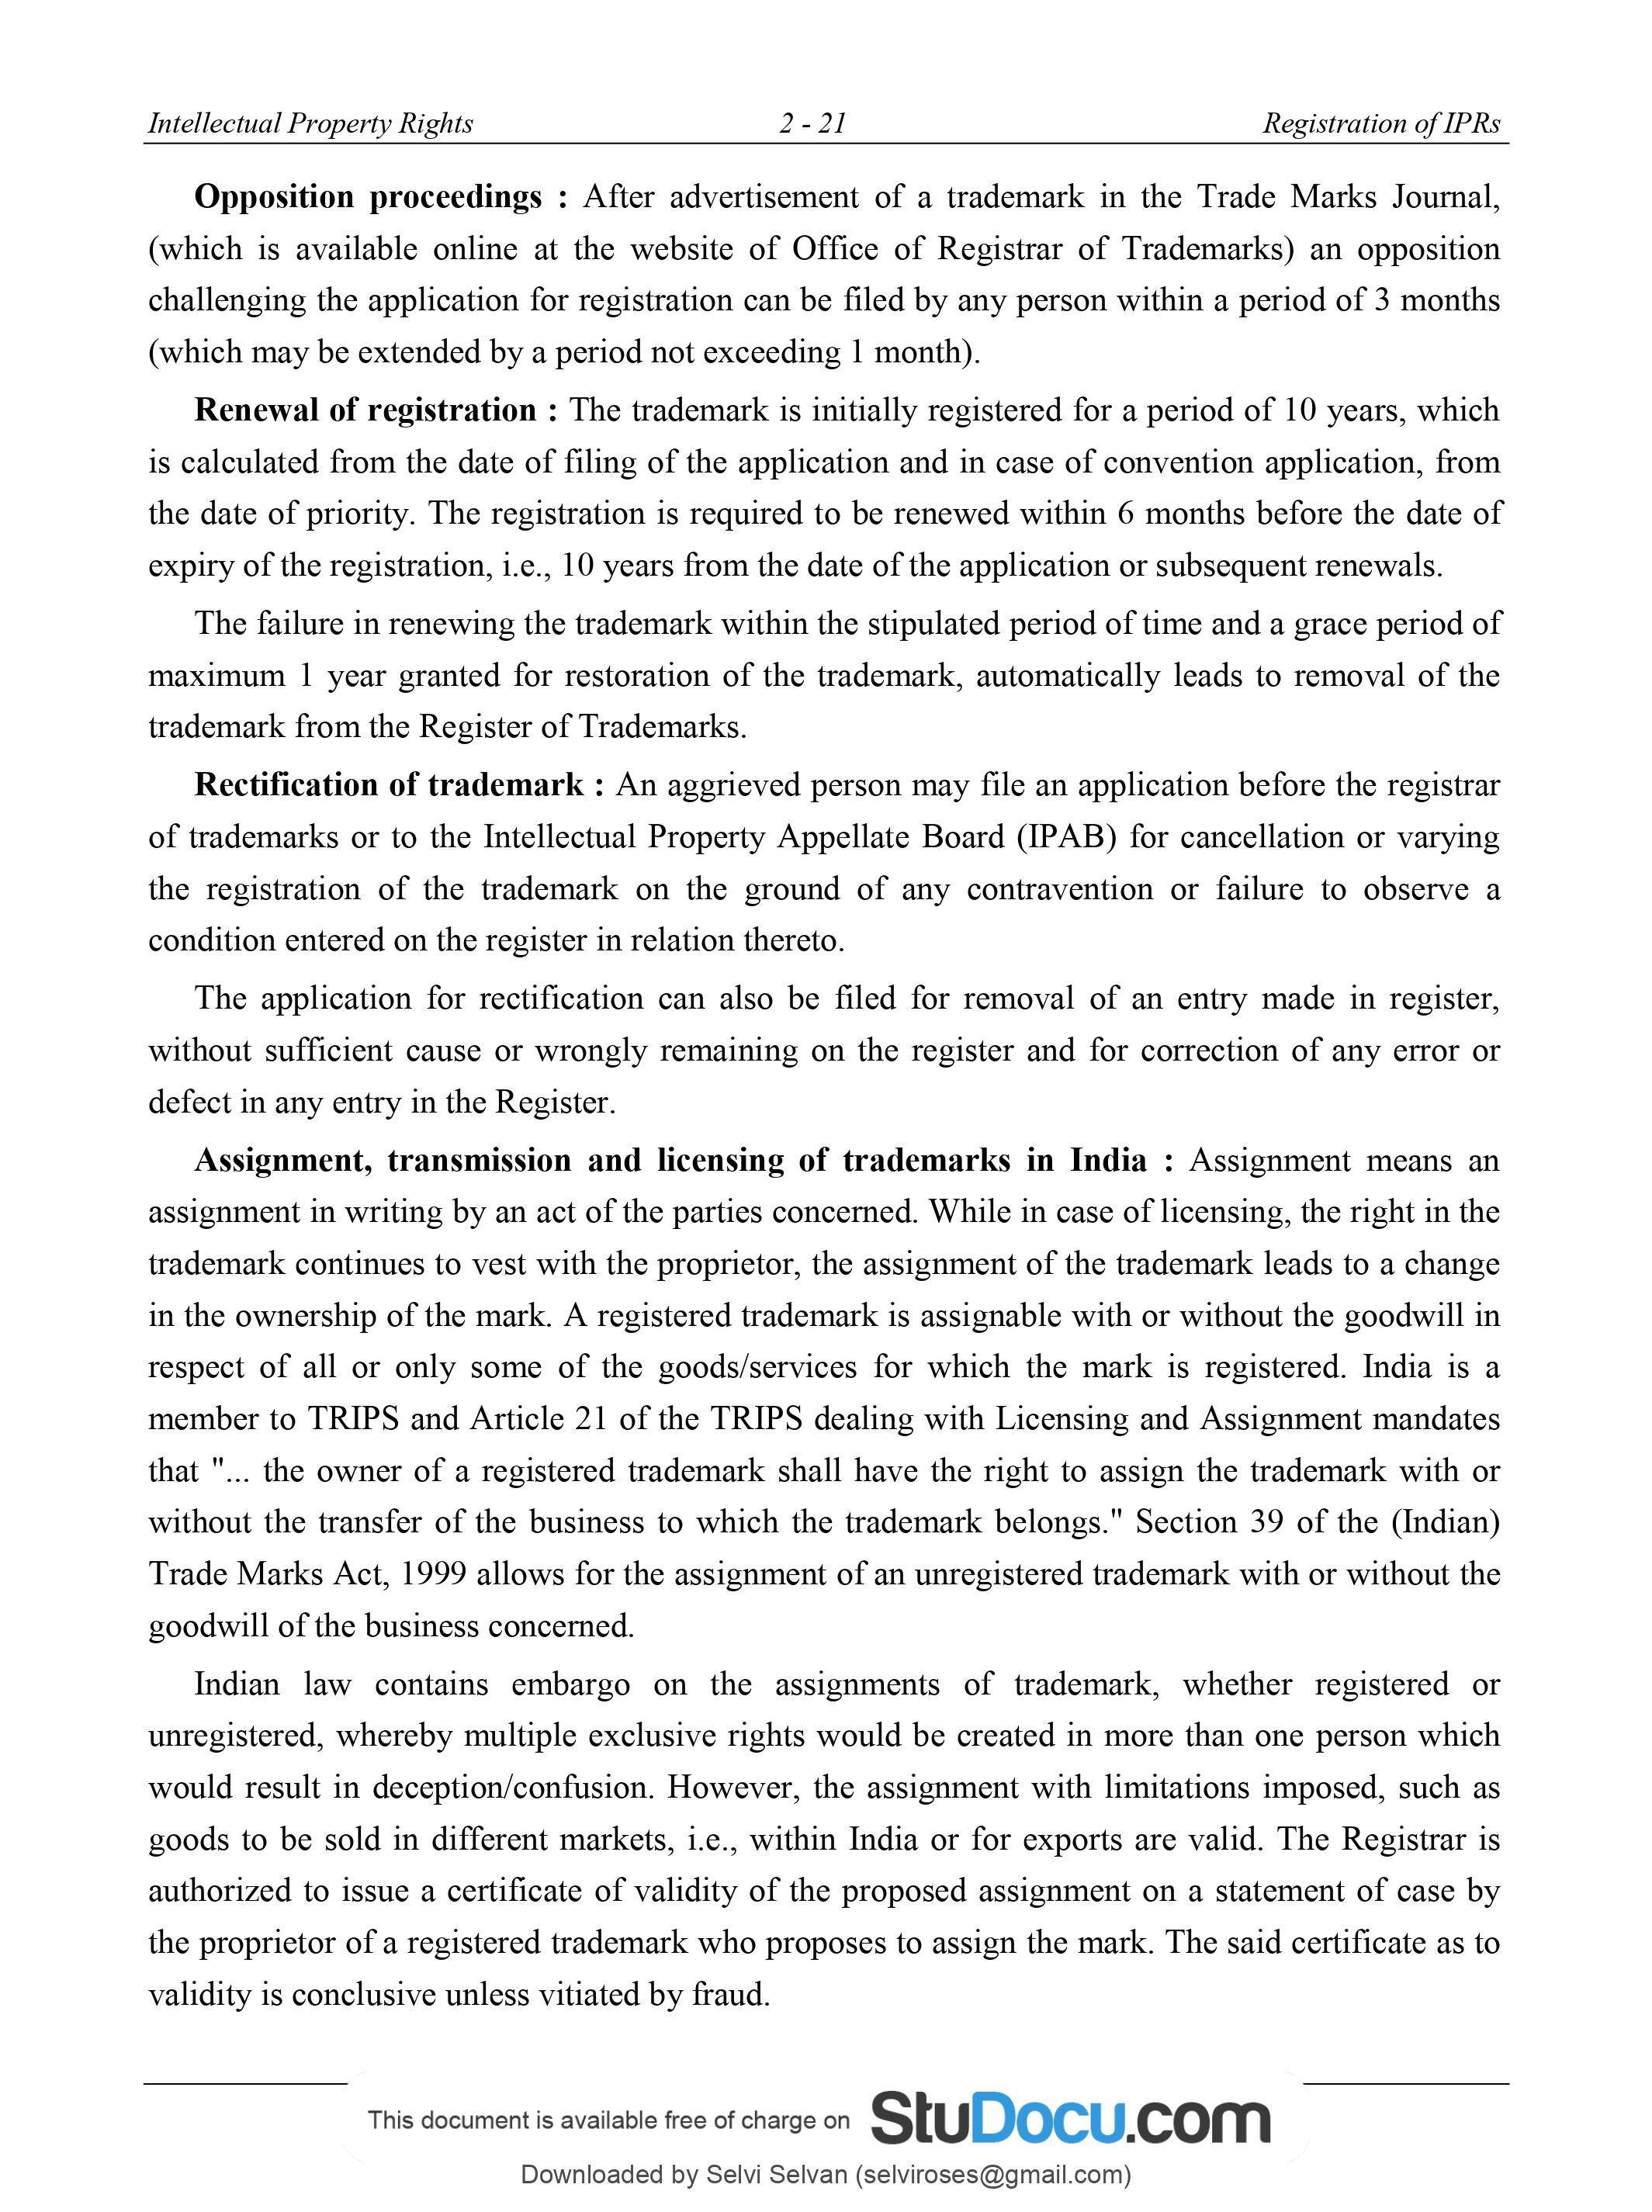 Intellectual Property Rights 2 - 21 Registration of IPRs
Opposition proceedings : After advertisement of a trademark in the Trade Marks Journal,
(which is available online at the website of Office of Registrar of Trademarks) an opposition
challenging the application for registration can be filed by any person within a period of 3 months
(which may be extended by a period not exceeding 1 month).
Renewal of registration : The trademark is initially registered for a period of 10 years, which
is calculated from the date of filing of the application and in case of convention application, from
the date of priority. The registration is required to be renewed within 6 months before the date of
expiry of the registration, i.e., 10 years from the date of the application or subsequent renewals.
The failure in renewing the trademark within the stipulated period of time and a grace period of
maximum 1 year granted for restoration of the trademark, automatically leads to removal of the
trademark from the Register of Trademarks.
Rectification of trademark : An aggrieved person may file an application before the registrar
of trademarks or to the Intellectual Property Appellate Board (IPAB) for cancellation or varying
the registration of the trademark on the ground of any contravention or failure to observe a
condition entered on the register in relation thereto.
The application for rectification can also be filed for removal of an entry made in register,
without sufficient cause or wrongly remaining on the register and for correction of any error or
defect in any entry in the Register.
Assignment, transmission and licensing of trademarks in India : Assignment means an
assignment in writing by an act of the parties concerned. While in case of licensing, the right in the
trademark continues to vest with the proprietor, the assignment of the trademark leads to a change
in the ownership of the mark. A registered trademark is assignable with or without the goodwill in
respect of all or only some of the goods/services for which the mark is registered. India is a
member to TRIPS and Article 21 of the TRIPS dealing with Licensing and Assignment mandates
that "... the owner of a registered trademark shall have the right to assign the trademark with or
without the transfer of the business to which the trademark belongs." Section 39 of the (Indian)
Trade Marks Act, 1999 allows for the assignment of an unregistered trademark with or without the
goodwill of the business concerned.
Indian law contains embargo on the assignments of trademark, whether registered or
unregistered, whereby multiple exclusive rights would be created in more than one person which
would result in deception/confusion. However, the assignment with limitations imposed, such as
goods to be sold in different markets, i.e., within India or for exports are valid. The Registrar is
authorized to issue a certificate of validity of the proposed assignment on a statement of case by
the proprietor of a registered trademark who proposes to assign the mark. The said certificate as to
validity is conclusive unless vitiated by fraud.
This document is available free of charge on StuDocu.com
Downloaded by Selvi Selvan (selviroses@gmail.com)